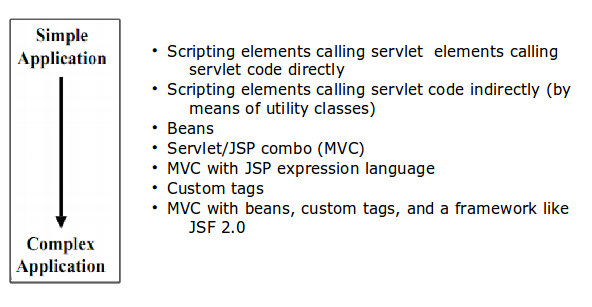 Simple
Application
Complex
Application
• Scripting elements calling servlet  elements calling
servlet code directly
• Scripting elements calling servlet code indirectly (by
means of utility classes)
• Beans
• Servlet/JSP combo (MVC)
• MVC with JSP expression language
• Custom tags
• MVC with beans, custom tags, and a framework like
JSF 2.0